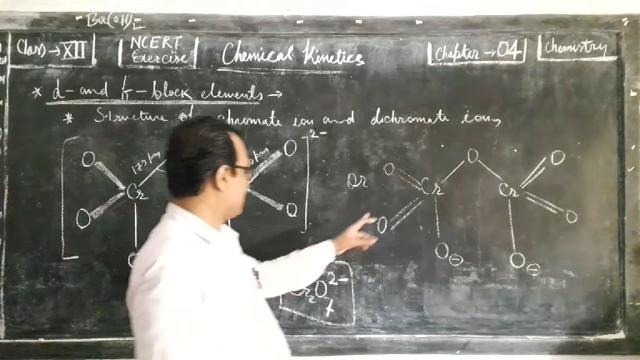 Ba(OH)2
Class → XII
NCERT Exercise
Chemical Kinetics
Chapter → 04
Chemistry
* d- and f- block elements →
* Structure of chromate ion and dichromate ion,
2-
O O
Cr
O O
Or
O O O
Cr Cr
O O
O⊖ O⊖
Cr2O7 2-